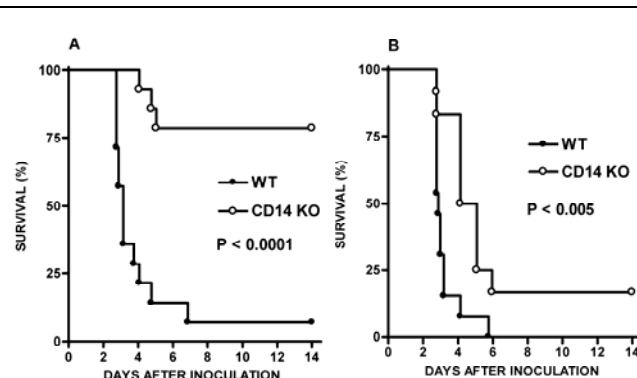 A
SURVIVAL (%)
100
75
50
25
0
WT
CD14 KO
P < 0.0001
0 2 4 6 8 10 12 14
DAYS AFTER INOCULATION
B
SURVIVAL (%)
100
75
50
25
0
WT
CD14 KO
P < 0.005
0 2 4 6 8 10 12 14
DAYS AFTER INOCULATION